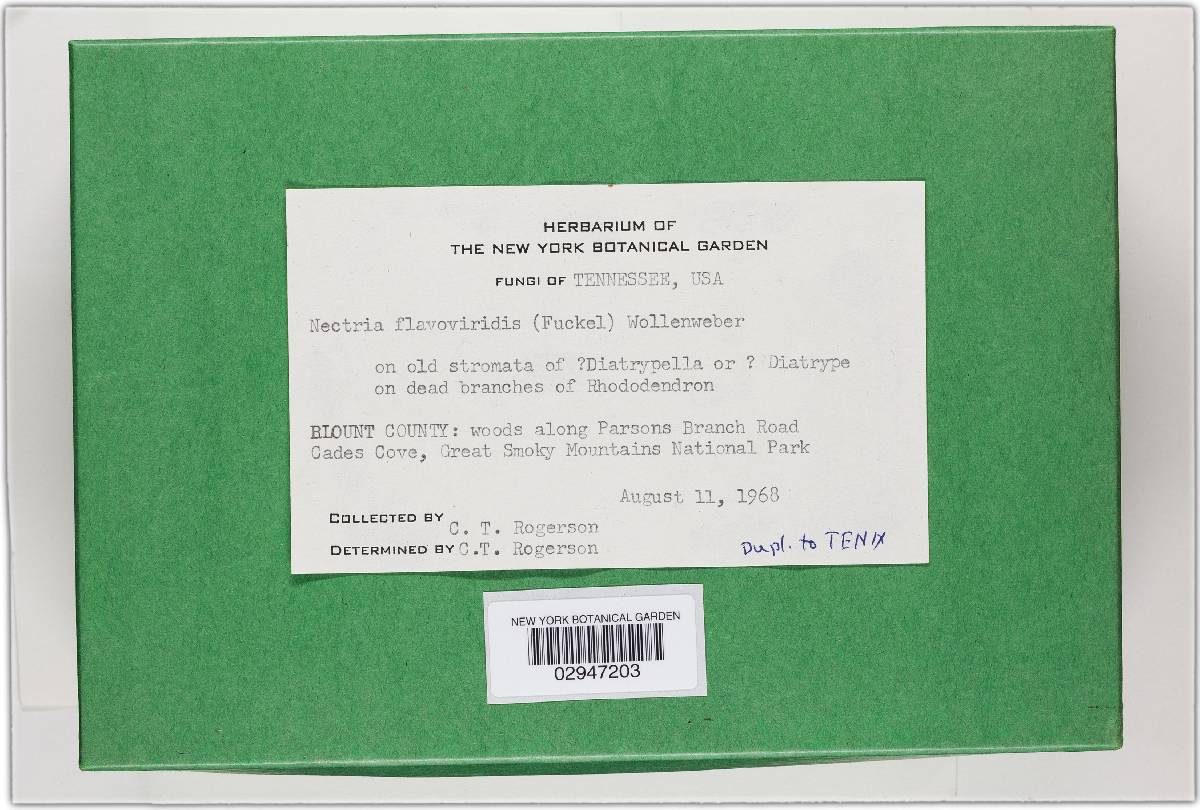 HERBARIUM OF
THE NEW YORK BOTANICAL GARDEN
FUNGI OF TENNESSEE, USA
Nectria flavoviridis (Fuckel) Wollenweber
on old stromata of ?Diatrypella or ? Diatrype
on dead branches of Rhododendron
BLOUNT COUNTY: woods along Parsons Branch Road
Cades Cove, Great Smoky Mountains National Park
August 11, 1968
COLLECTED BY C. T. Rogerson
DETERMINED BY C.T. Rogerson
Dupl. to TENN
NEW YORK BOTANICAL GARDEN
02947203